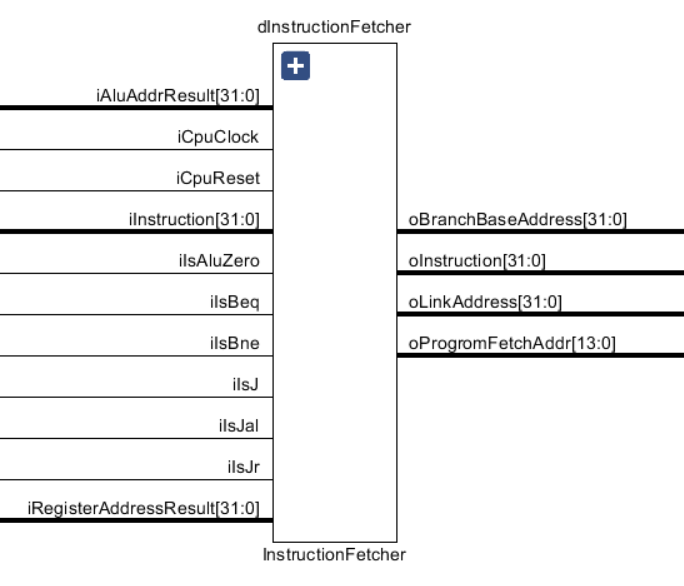 dInstructionFetcher
iAluAddrResult[31:0]
iCpuClock
iCpuReset
iInstruction[31:0]
iIsAluZero
iIsBeq
iIsBne
iIsJ
iIsJal
iIsJr
iRegisterAddressResult[31:0]
oBranchBaseAddress[31:0]
oInstruction[31:0]
oLinkAddress[31:0]
oProgromFetchAddr[13:0]
InstructionFetcher